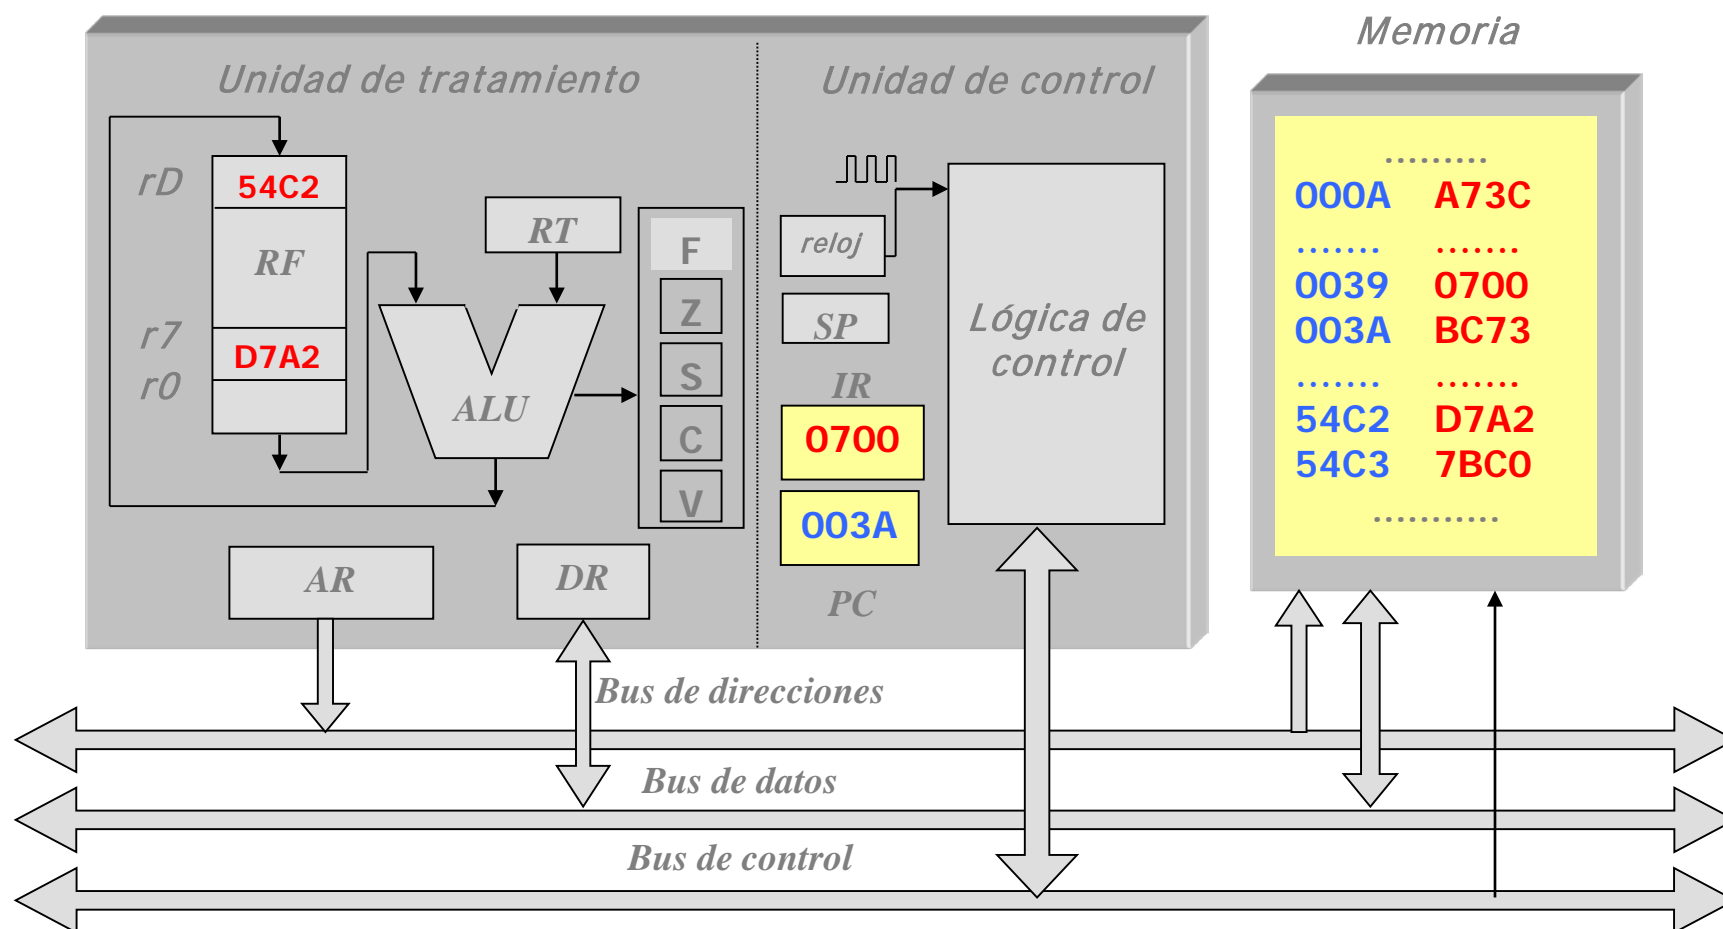 Memoria
Unidad de tratamiento
Unidad de control
rD
54C2
RF
r7
D7A2
r0
RT
ALU
F
Z
S
C
V
reloj
SP
IR
0700
003A
PC
Lógica de
control
.........
000A A73C
....... .......
0039 0700
003A BC73
....... .......
54C2 D7A2
54C3 7BC0
...........
AR
DR
Bus de direcciones
Bus de datos
Bus de control